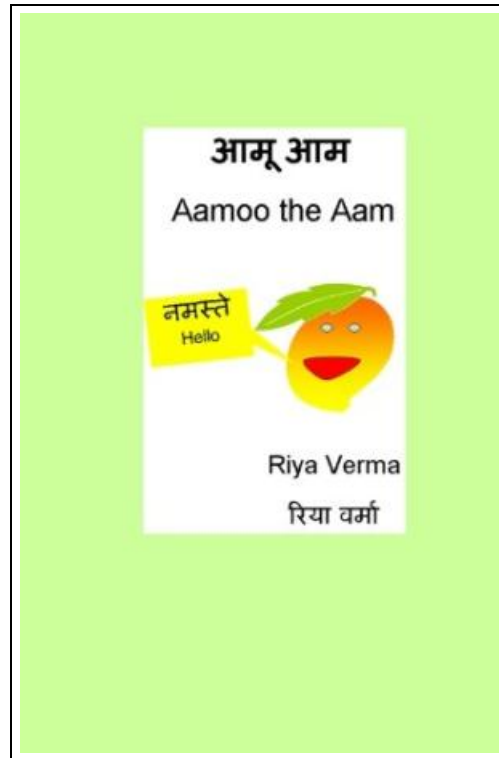 आमू आम
Aamoo the Aam
नमस्ते
Hello
Riya Verma
रिया वर्मा